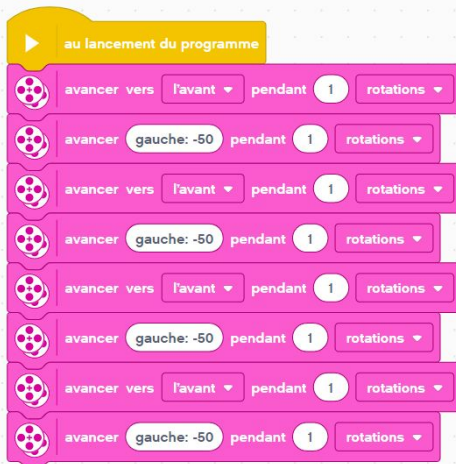 au lancement du programme
avancer vers l'avant pendant 1 rotations
avancer gauche: -50 pendant 1 rotations
avancer vers l'avant pendant 1 rotations
avancer gauche: -50 pendant 1 rotations
avancer vers l'avant pendant 1 rotations
avancer gauche: -50 pendant 1 rotations
avancer vers l'avant pendant 1 rotations
avancer gauche: -50 pendant 1 rotations